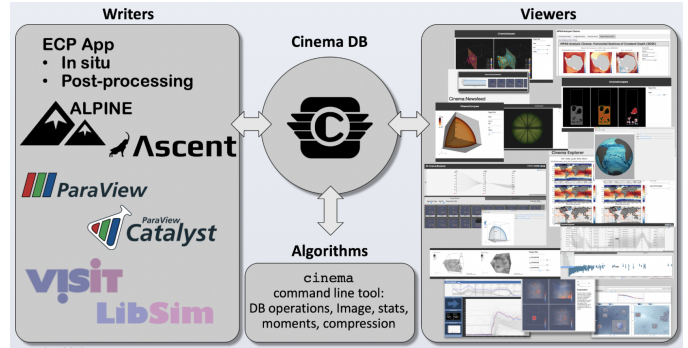 Writers
ECP App
• In situ
• Post-processing
ALPINE
Ascent
ParaView
ParaView
Catalyst
VISIT
LibSim
Cinema DB
C
Algorithms
cinema
command line tool:
DB operations, Image, stats,
moments, compression
Viewers
Cinema:Newsfeed
Cinema Explorer